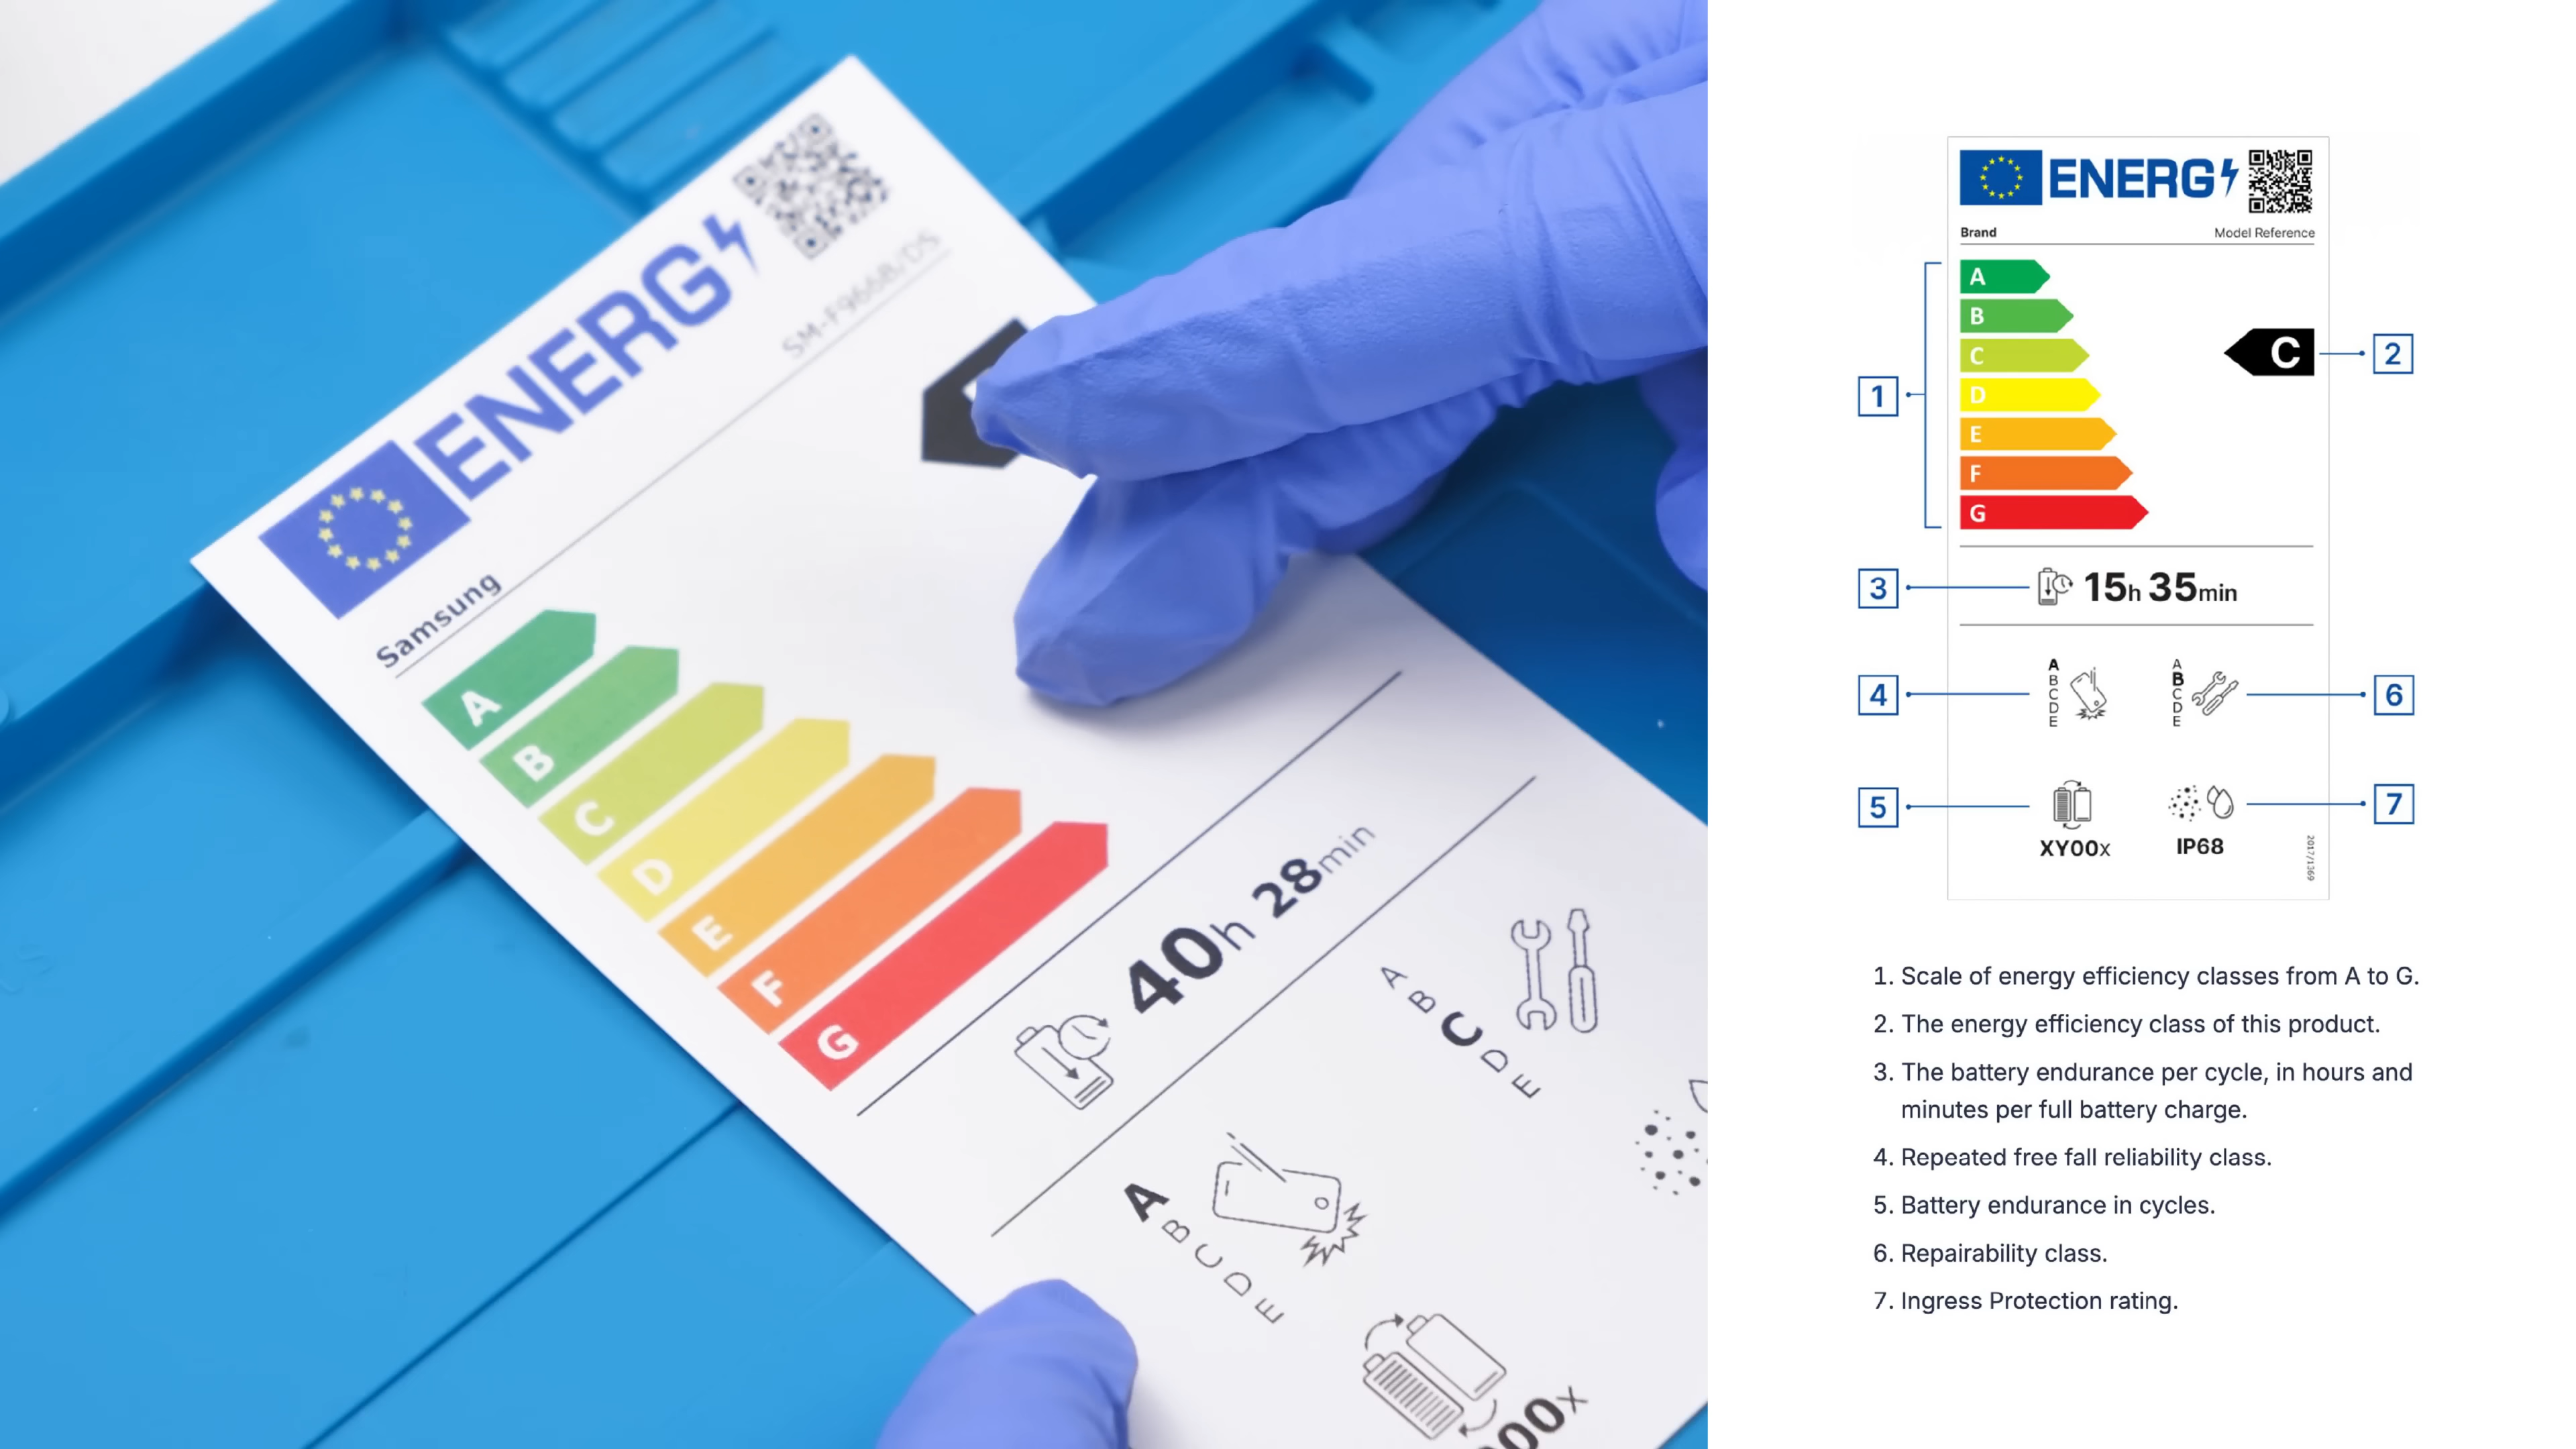 ENERG
SM-F966B/DS
Samsung
A
B
C
D
E
F
G
40h 28min
A
B
C
D
E
A
B
C
D
E
00x
ENERG
Brand Model Reference
A
B
C
D
E
F
G
C
1
2
3
15h 35min
4
A
B
C
D
E
A
B
C
D
E
6
5
7
XY00x
IP68
2017/1369
1. Scale of energy efficiency classes from A to G.
2. The energy efficiency class of this product.
3. The battery endurance per cycle, in hours and
minutes per full battery charge.
4. Repeated free fall reliability class.
5. Battery endurance in cycles.
6. Repairability class.
7. Ingress Protection rating.